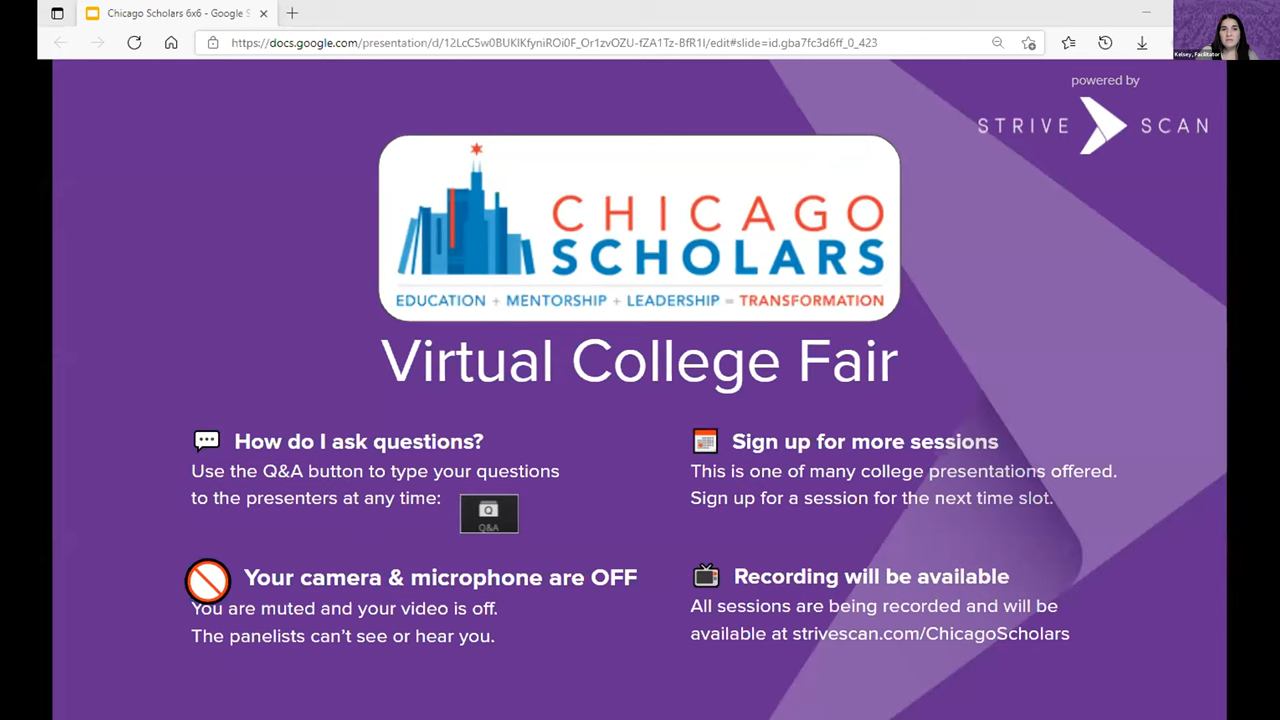 Chicago Scholars 6x6 - Google S
https://docs.google.com/presentation/d/12LcC5w0BUKlKfyniROi0F_Or1zvOZU-fZA1Tz-BfR1I/edit#slide=id.gba7fc3d6ff_0_423
Kelsey, Facilitator
powered by
STRIVE SCAN
CHICAGO
SCHOLARS
EDUCATION + MENTORSHIP + LEADERSHIP = TRANSFORMATION
Virtual College Fair
How do I ask questions?
Use the Q&A button to type your questions
to the presenters at any time:
Q
Q&A
Your camera & microphone are OFF
You are muted and your video is off.
The panelists can't see or hear you.
Sign up for more sessions
This is one of many college presentations offered.
Sign up for a session for the next time slot.
Recording will be available
All sessions are being recorded and will be
available at strivescan.com/ChicagoScholars